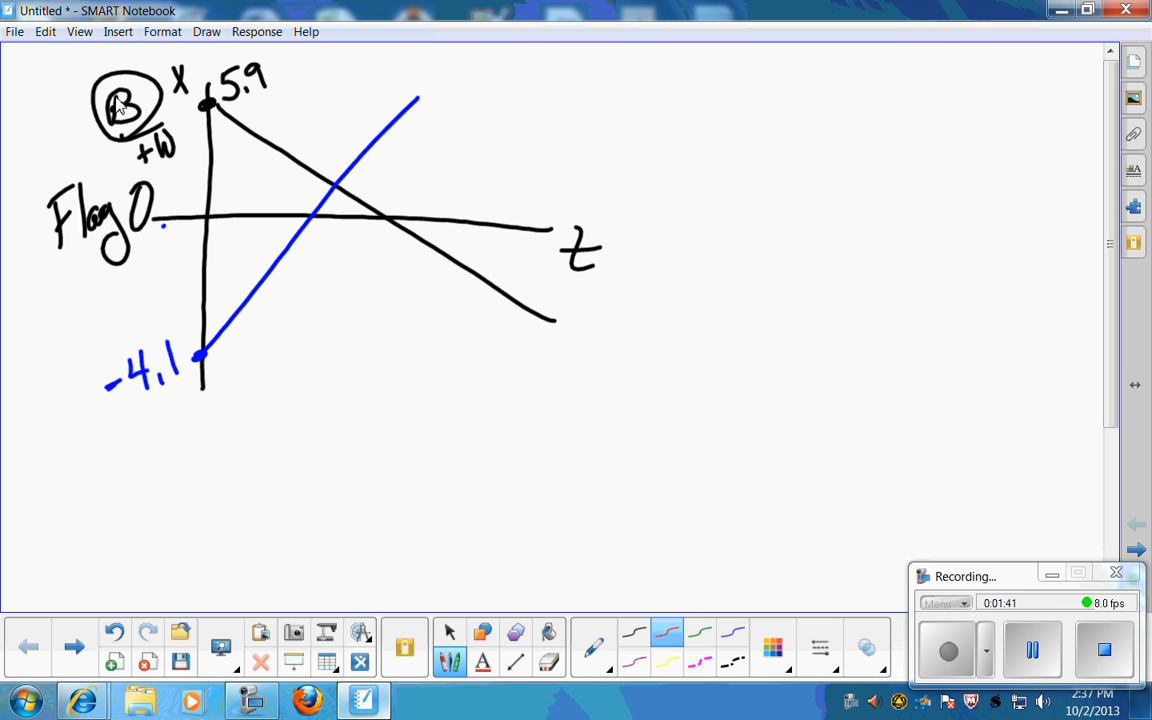 Untitled * - SMART Notebook
File Edit View Insert Format Draw Response Help
B
X
5.9
+W
Flag 0
t
-4.1
Recording...
Menu
0:01:41
8.0 fps
A
2:37 PM
10/2/2013